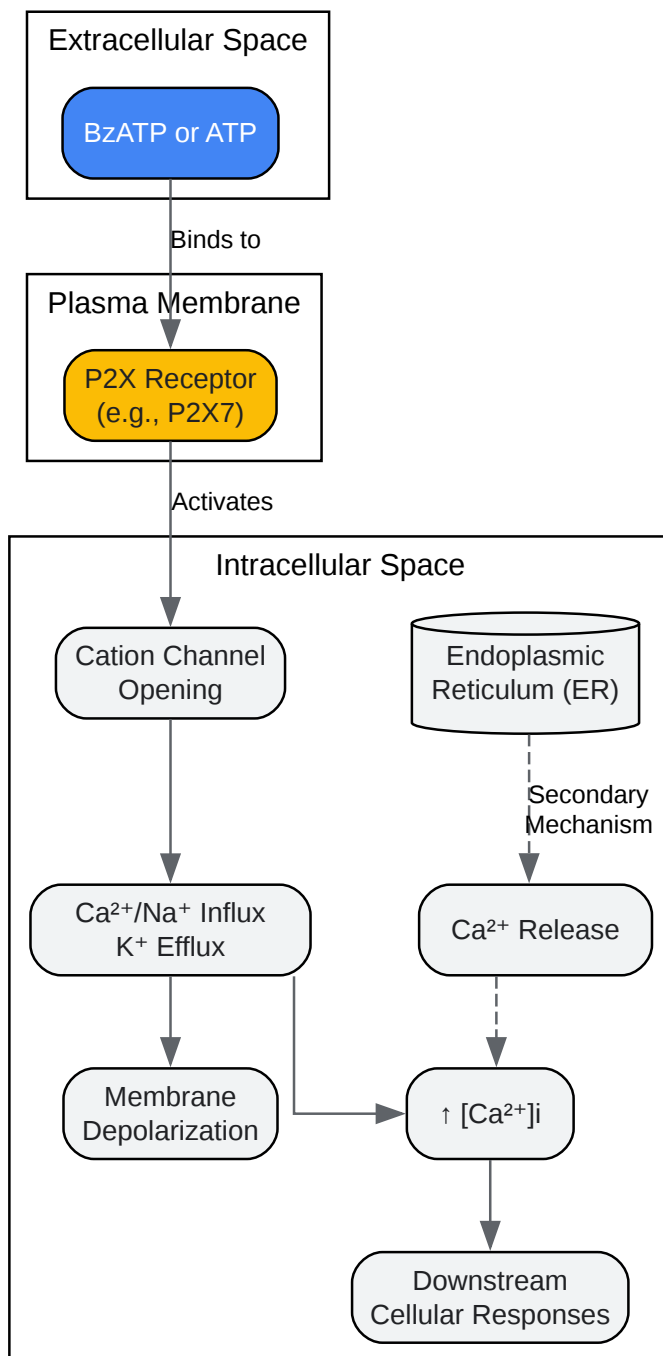 Extracellular Space
BzATP or ATP
Binds to
Plasma Membrane
P2X Receptor
(e.g., P2X7)
Activates
Intracellular Space
Cation Channel
Opening
Endoplasmic
Reticulum (ER)
Secondary
Mechanism
Ca²⁺/Na⁺ Influx
K⁺ Efflux
Ca²⁺ Release
Membrane
Depolarization
↑ [Ca²⁺]i
Downstream
Cellular Responses